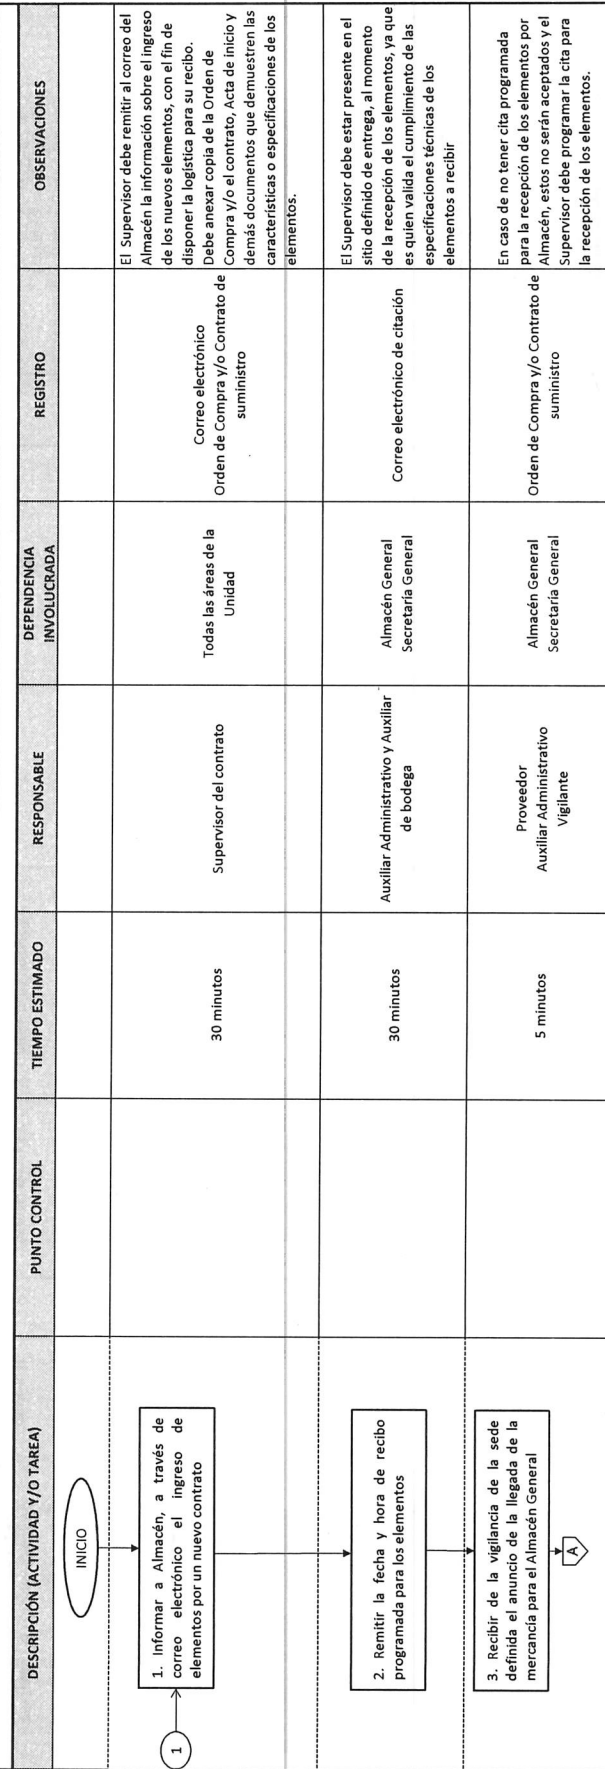 DESCRIPCIÓN (ACTIVIDAD Y/O TAREA)
PUNTO CONTROL
TIEMPO ESTIMADO
RESPONSABLE
DEPENDENCIA
INVOLUCRADA
REGISTRO
OBSERVACIONES
INICIO
1
1. Informar a Almacén, a través de
correo electrónico el ingreso de
elementos por un nuevo contrato
30 minutos
Supervisor del contrato
Todas las áreas de la
Unidad
Correo electrónico
Orden de Compra y/o Contrato de
suministro
El Supervisor debe remitir al correo del
Almacén la información sobre el ingreso
de los nuevos elementos, con el fin de
disponer la logística para su recibo.
Debe anexar copia de la Orden de
Compra y/o el contrato, Acta de inicio y
demás documentos que demuestren las
características o especificaciones de los
elementos.
2. Remitir la fecha y hora de recibo
programada para los elementos
30 minutos
Auxiliar Administrativo y Auxiliar
de bodega
Almacén General
Secretaría General
Correo electrónico de citación
El Supervisor debe estar presente en el
sitio definido de entrega, al momento
de la recepción de los elementos, ya que
es quien valida el cumplimiento de las
especificaciones técnicas de los
elementos a recibir
3. Recibir de la vigilancia de la sede
definida el anuncio de la llegada de la
mercancía para el Almacén General
A
5 minutos
Proveedor
Auxiliar Administrativo
Vigilante
Almacén General
Secretaría General
Orden de Compra y/o Contrato de
suministro
En caso de no tener cita programada
para la recepción de los elementos por
Almacén, estos no serán aceptados y el
Supervisor debe programar la cita para
la recepción de los elementos.